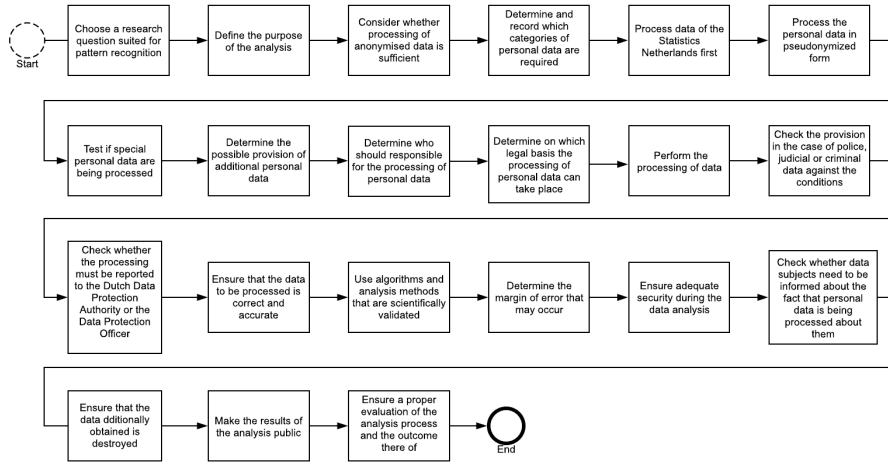 Start
Choose a research
question suited for
pattern recognition
Define the purpose
of the analysis
Consider whether
processing of
anonymised data is
sufficient
Determine and
record which
categories of
personal data are
required
Process data of the
Statistics
Netherlands first
Process the
personal data in
pseudonymized
form
Test if special
personal data are
being processed
Determine the
possible provision of
additional personal
data
Determine who
should responsible
for the processing of
personal data
Determine on which
legal basis the
processing of
personal data can
take place
Perform the
processing of data
Check the provision
in the case of police,
judicial or criminal
data against the
conditions
Check whether
the processing
must be reported
to the Dutch Data
Protection
Authority or the
Data Protection
Officer
Ensure that the data
to be processed is
correct and
accurate
Use algorithms and
analysis methods
that are scientifically
validated
Determine the
margin of error that
may occur
Ensure adequate
security during the
data analysis
Check whether data
subjects need to be
informed about the
fact that personal
data is being
processed about
them
Ensure that the
data dditionally
obtained is
destroyed
Make the results of
the analysis public
Ensure a proper
evaluation of the
analysis process
and the outcome
there of
End